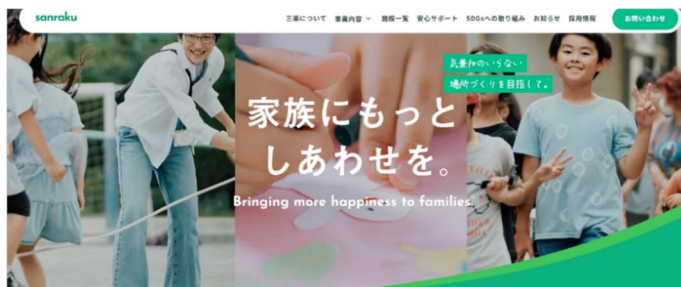 sanraku
三楽について 事業内容 施設一覧 安心サポート SDGsへの取り組み お知らせ 採用情報 お問い合わせ
気兼ねのいらない
場所づくりを目指して。
家族にもっと
しあわせを。
Bringing more happiness to families.